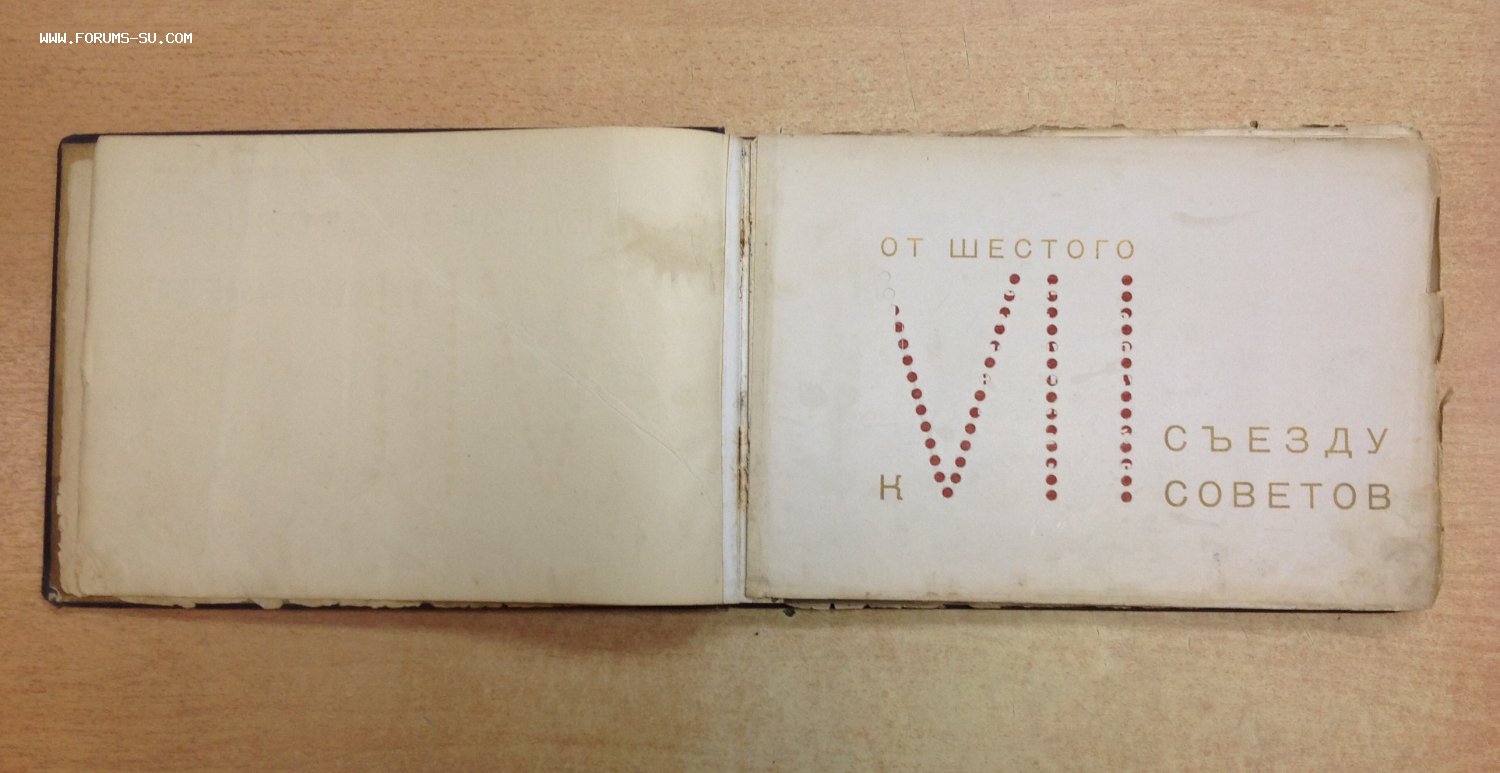 WWW.FORUMS-SU.COM
ОТ ШЕСТОГО
К VII СЪЕЗДУ
СОВЕТОВ